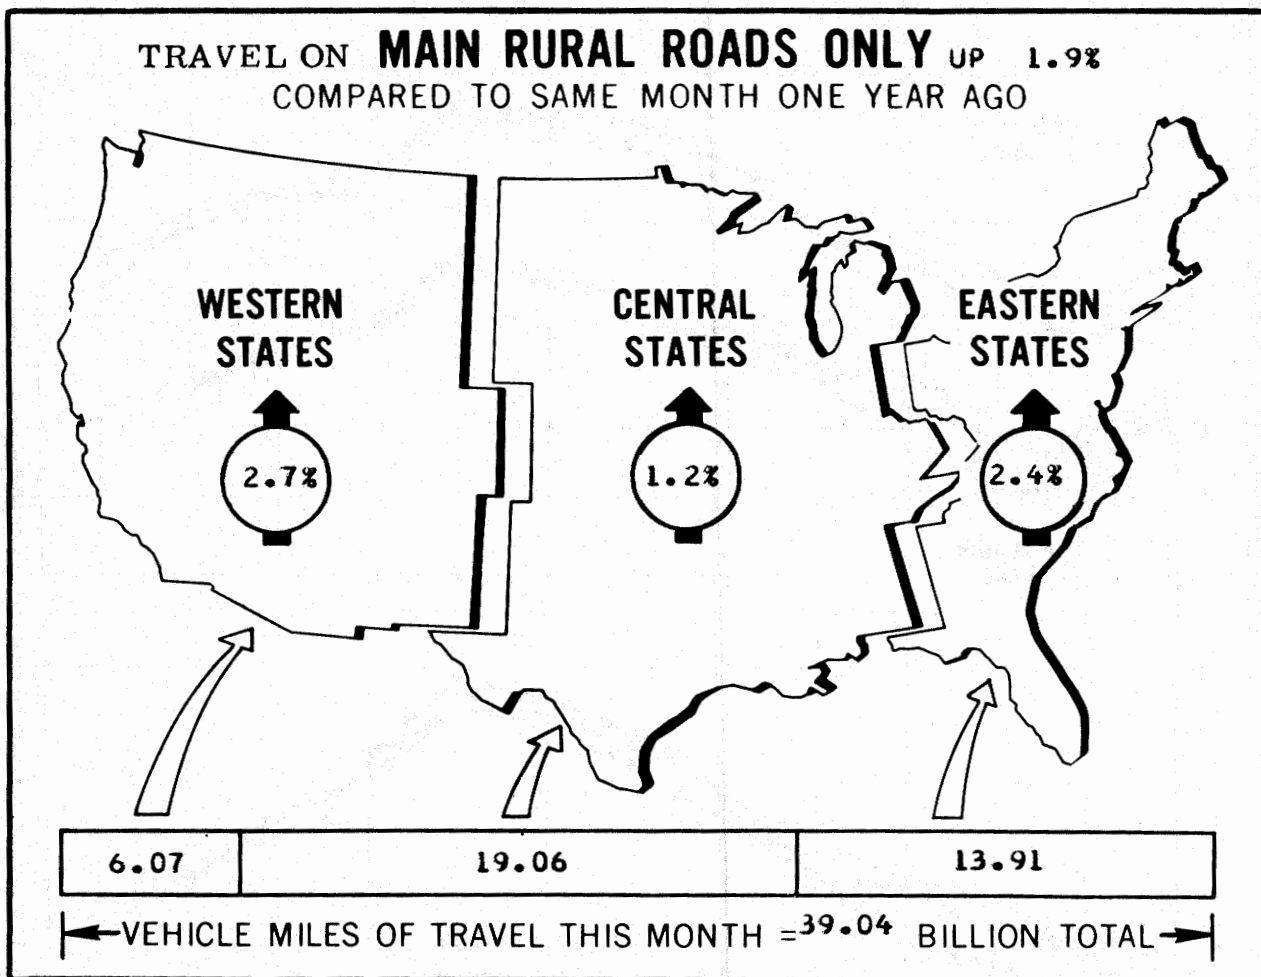 TRAVEL ON MAIN RURAL ROADS ONLY UP 1.9%
COMPARED TO SAME MONTH ONE YEAR AGO
WESTERN
STATES
2.7%
CENTRAL
STATES
1.2%
EASTERN
STATES
2.4%
6.07 19.06 13.91
VEHICLE MILES OF TRAVEL THIS MONTH = 39.04 BILLION TOTAL